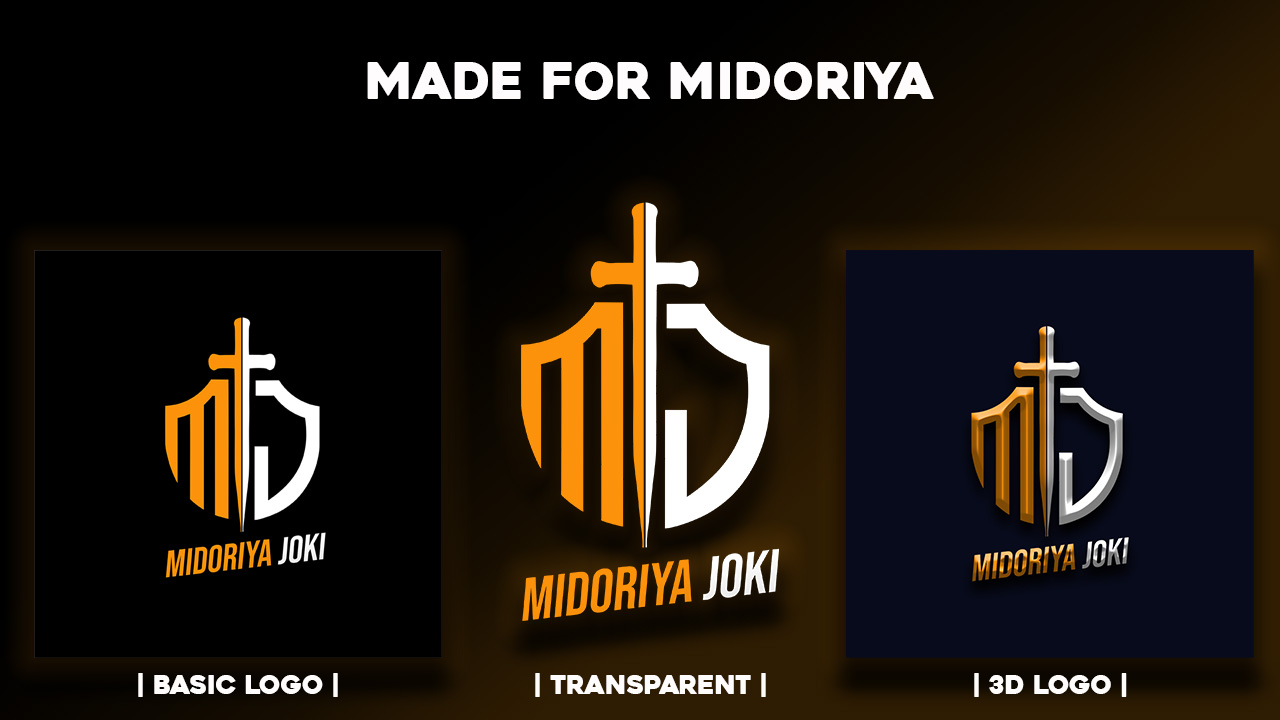 MADE FOR MIDORIYA
MIDORIYA JOKI
MIDORIYA JOKI
MIDORIYA JOKI
| BASIC LOGO |
| TRANSPARENT |
| 3D LOGO |